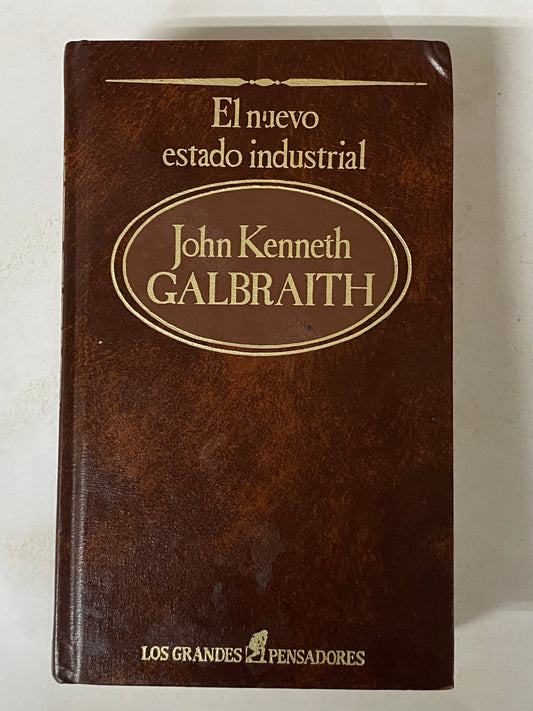 El nuevo
estado industrial
John Kenneth
GALBRAITH
LOS GRANDES PENSADORES